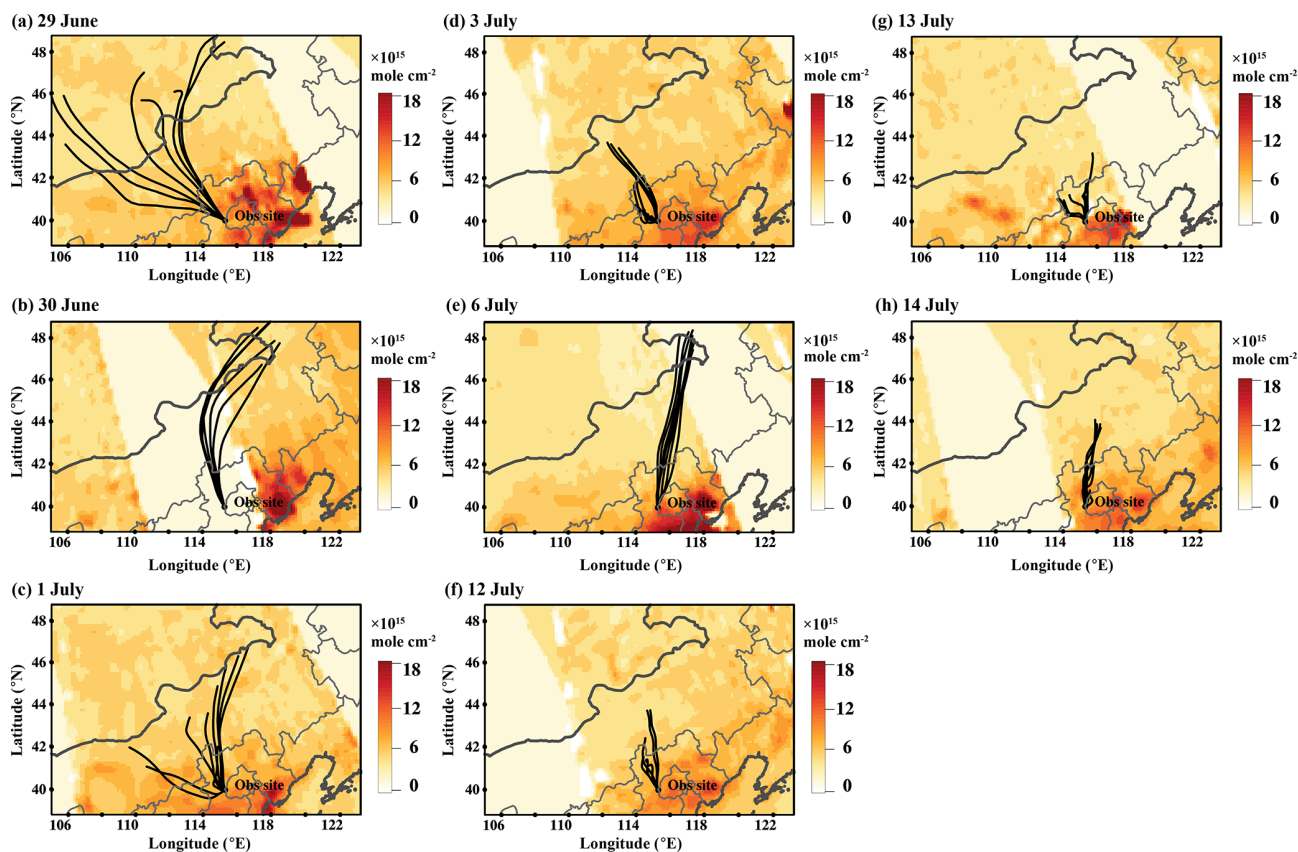 (a) 29 June
×10¹⁵
mole cm⁻²
48
46
44
42
40
Latitude (°N)
Obs site
18
12
6
0
106 110 114 118 122
Longitude (°E)
(d) 3 July
×10¹⁵
mole cm⁻²
48
46
44
42
40
Latitude (°N)
Obs site
18
12
6
0
106 110 114 118 122
Longitude (°E)
(g) 13 July
×10¹⁵
mole cm⁻²
48
46
44
42
40
Latitude (°N)
Obs site
18
12
6
0
106 110 114 118 122
Longitude (°E)
(b) 30 June
×10¹⁵
mole cm⁻²
48
46
44
42
40
Latitude (°N)
Obs site
18
12
6
0
106 110 114 118 122
Longitude (°E)
(e) 6 July
×10¹⁵
mole cm⁻²
48
46
44
42
40
Latitude (°N)
Obs site
18
12
6
0
106 110 114 118 122
Longitude (°E)
(h) 14 July
×10¹⁵
mole cm⁻²
48
46
44
42
40
Latitude (°N)
Obs site
18
12
6
0
106 110 114 118 122
Longitude (°E)
(c) 1 July
×10¹⁵
mole cm⁻²
48
46
44
42
40
Latitude (°N)
Obs site
18
12
6
0
106 110 114 118 122
Longitude (°E)
(f) 12 July
×10¹⁵
mole cm⁻²
48
46
44
42
40
Latitude (°N)
Obs site
18
12
6
0
106 110 114 118 122
Longitude (°E)